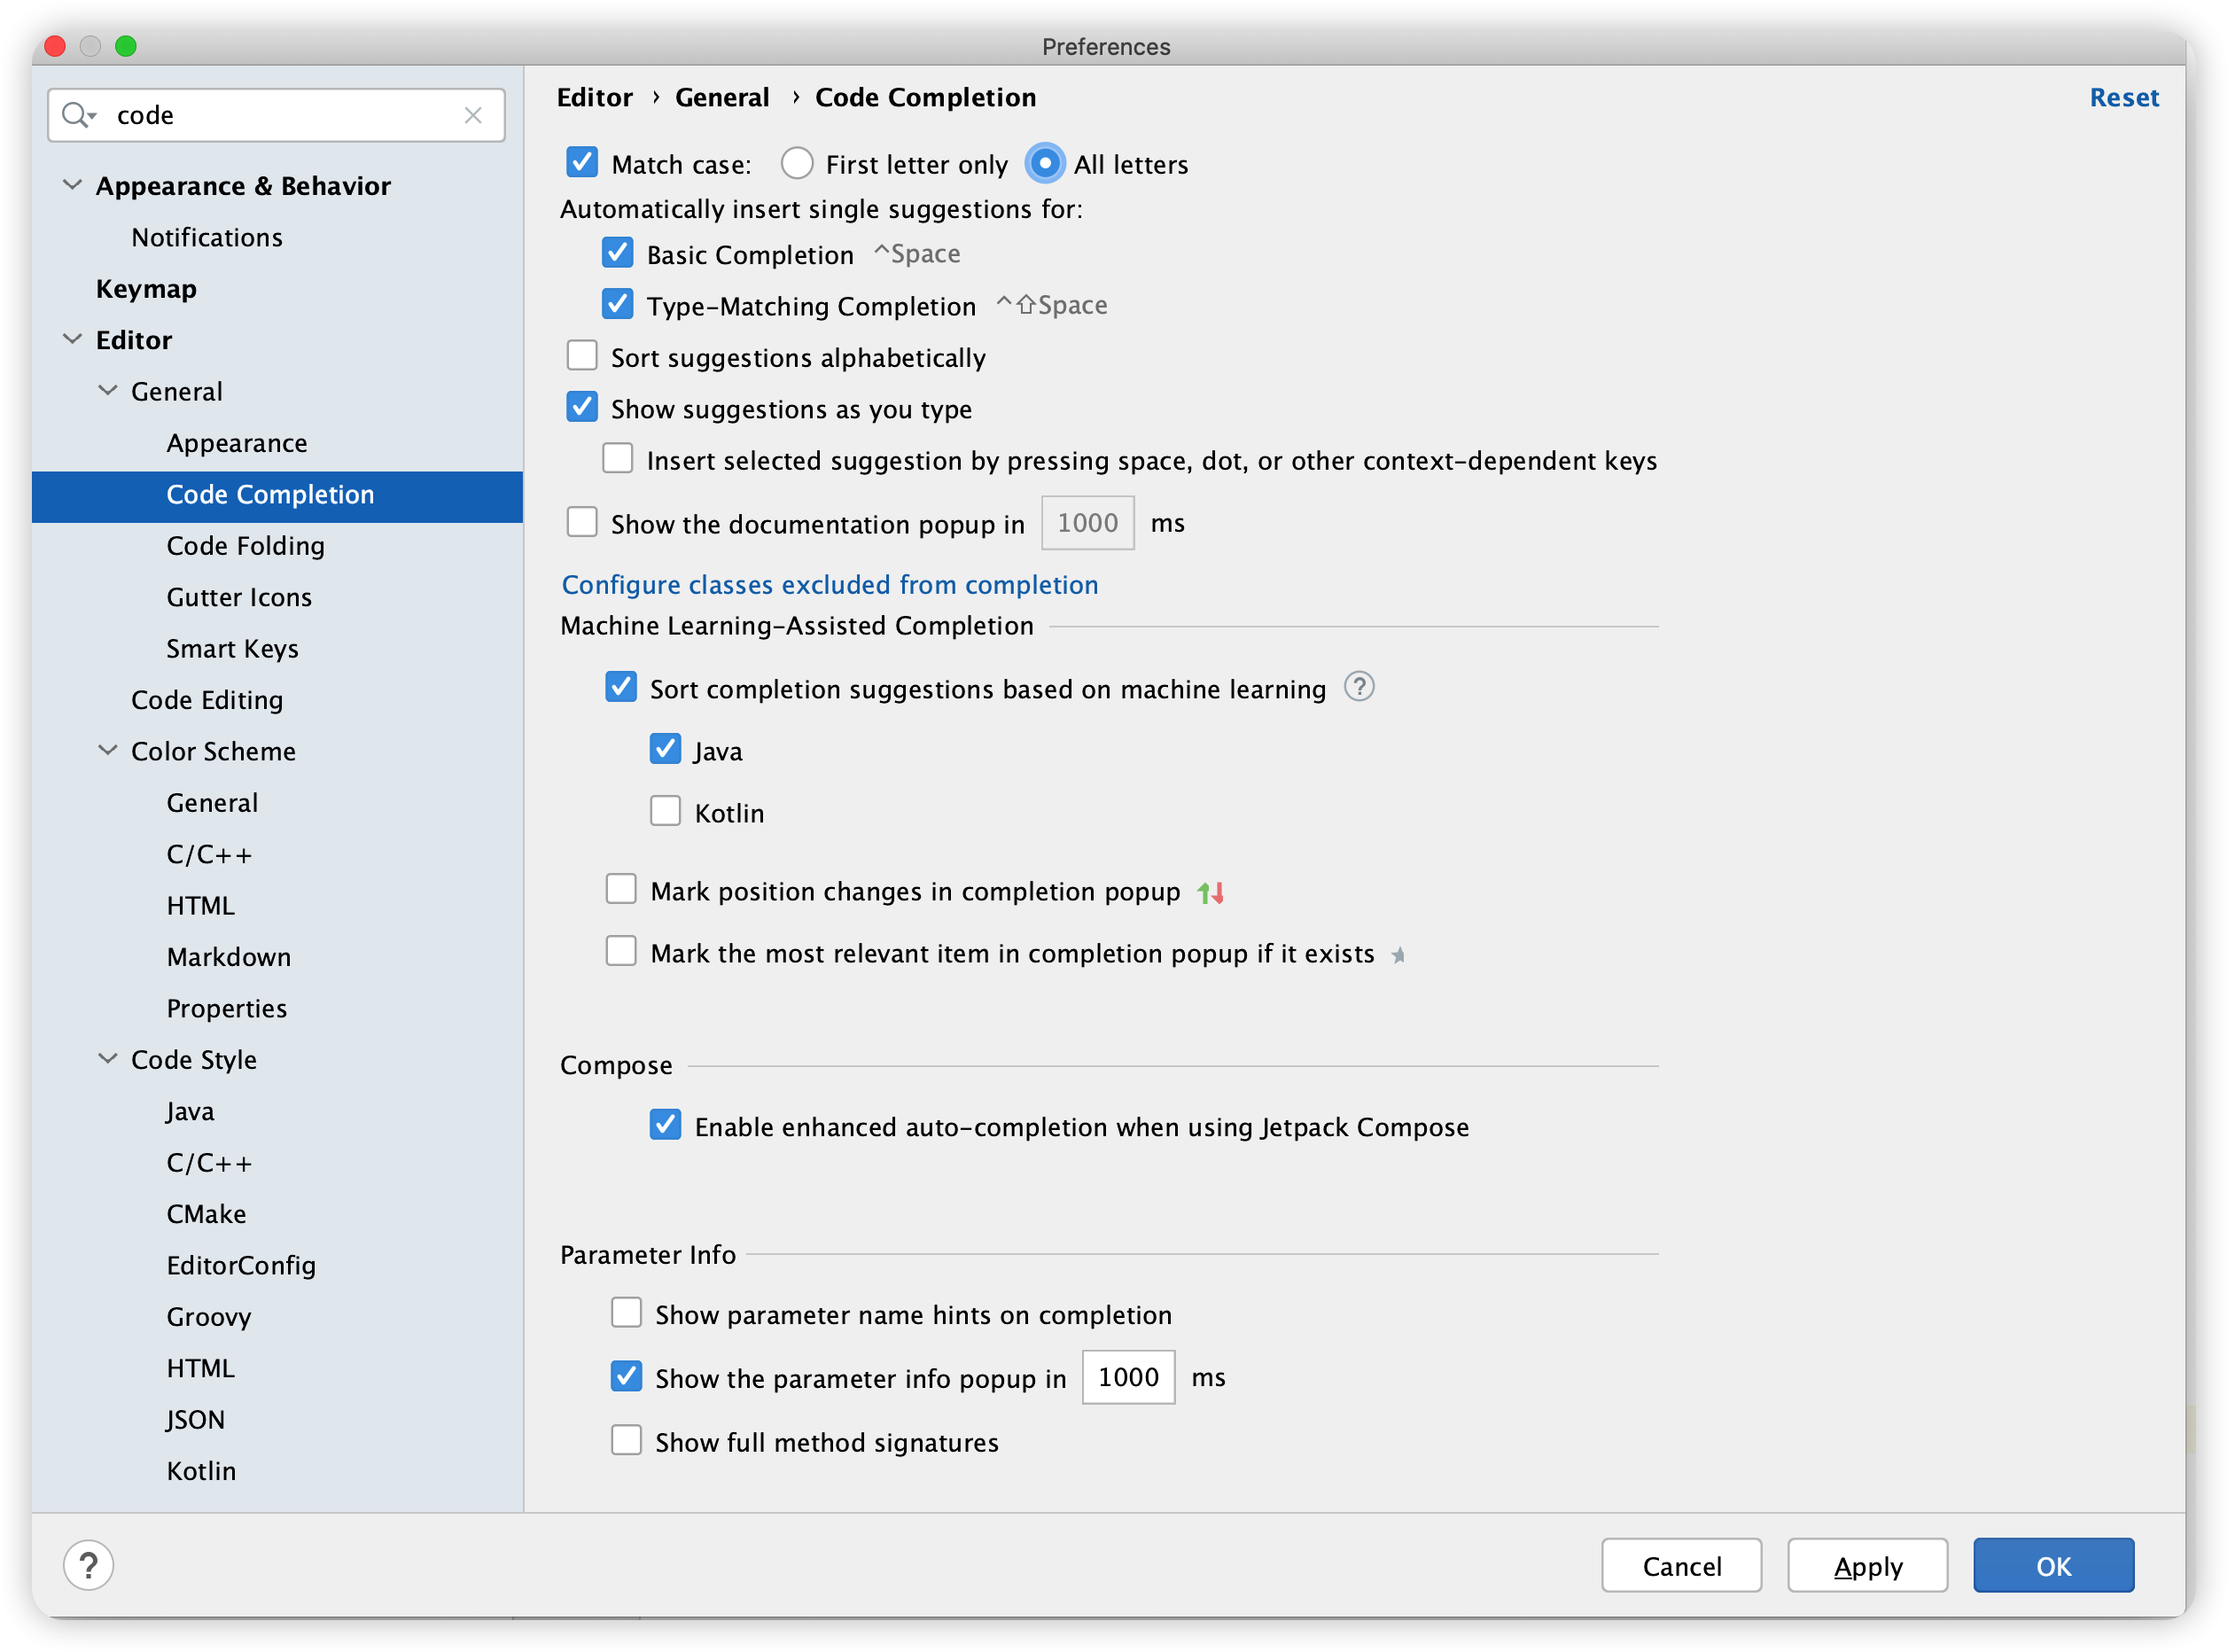 Preferences
code
Appearance & Behavior
Notifications
Keymap
Editor
General
Appearance
Code Completion
Code Folding
Gutter Icons
Smart Keys
Code Editing
Color Scheme
General
C/C++
HTML
Markdown
Properties
Code Style
Java
C/C++
CMake
EditorConfig
Groovy
HTML
JSON
Kotlin
Editor › General › Code Completion
Reset
Match case: First letter only All letters
Automatically insert single suggestions for:
Basic Completion ^Space
Type-Matching Completion ^⇧Space
Sort suggestions alphabetically
Show suggestions as you type
Insert selected suggestion by pressing space, dot, or other context-dependent keys
Show the documentation popup in 1000 ms
Configure classes excluded from completion
Machine Learning-Assisted Completion
Sort completion suggestions based on machine learning ?
Java
Kotlin
Mark position changes in completion popup
Mark the most relevant item in completion popup if it exists
Compose
Enable enhanced auto-completion when using Jetpack Compose
Parameter Info
Show parameter name hints on completion
Show the parameter info popup in 1000 ms
Show full method signatures
? Cancel Apply OK